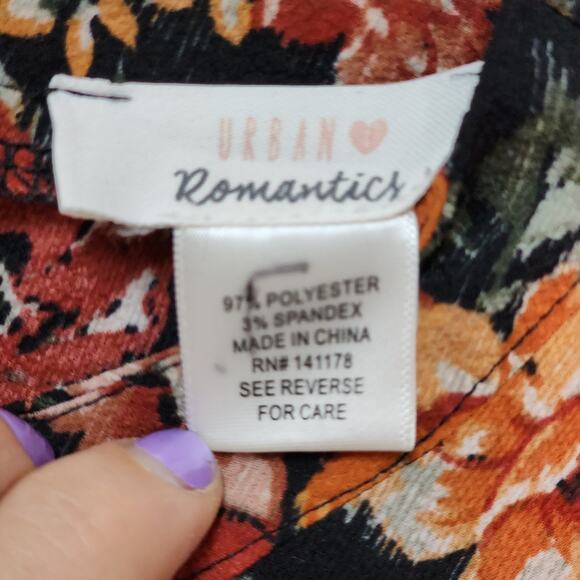 URBAN
Romantics
97% POLYESTER
3% SPANDEX
MADE IN CHINA
RN# 141178
SEE REVERSE
FOR CARE